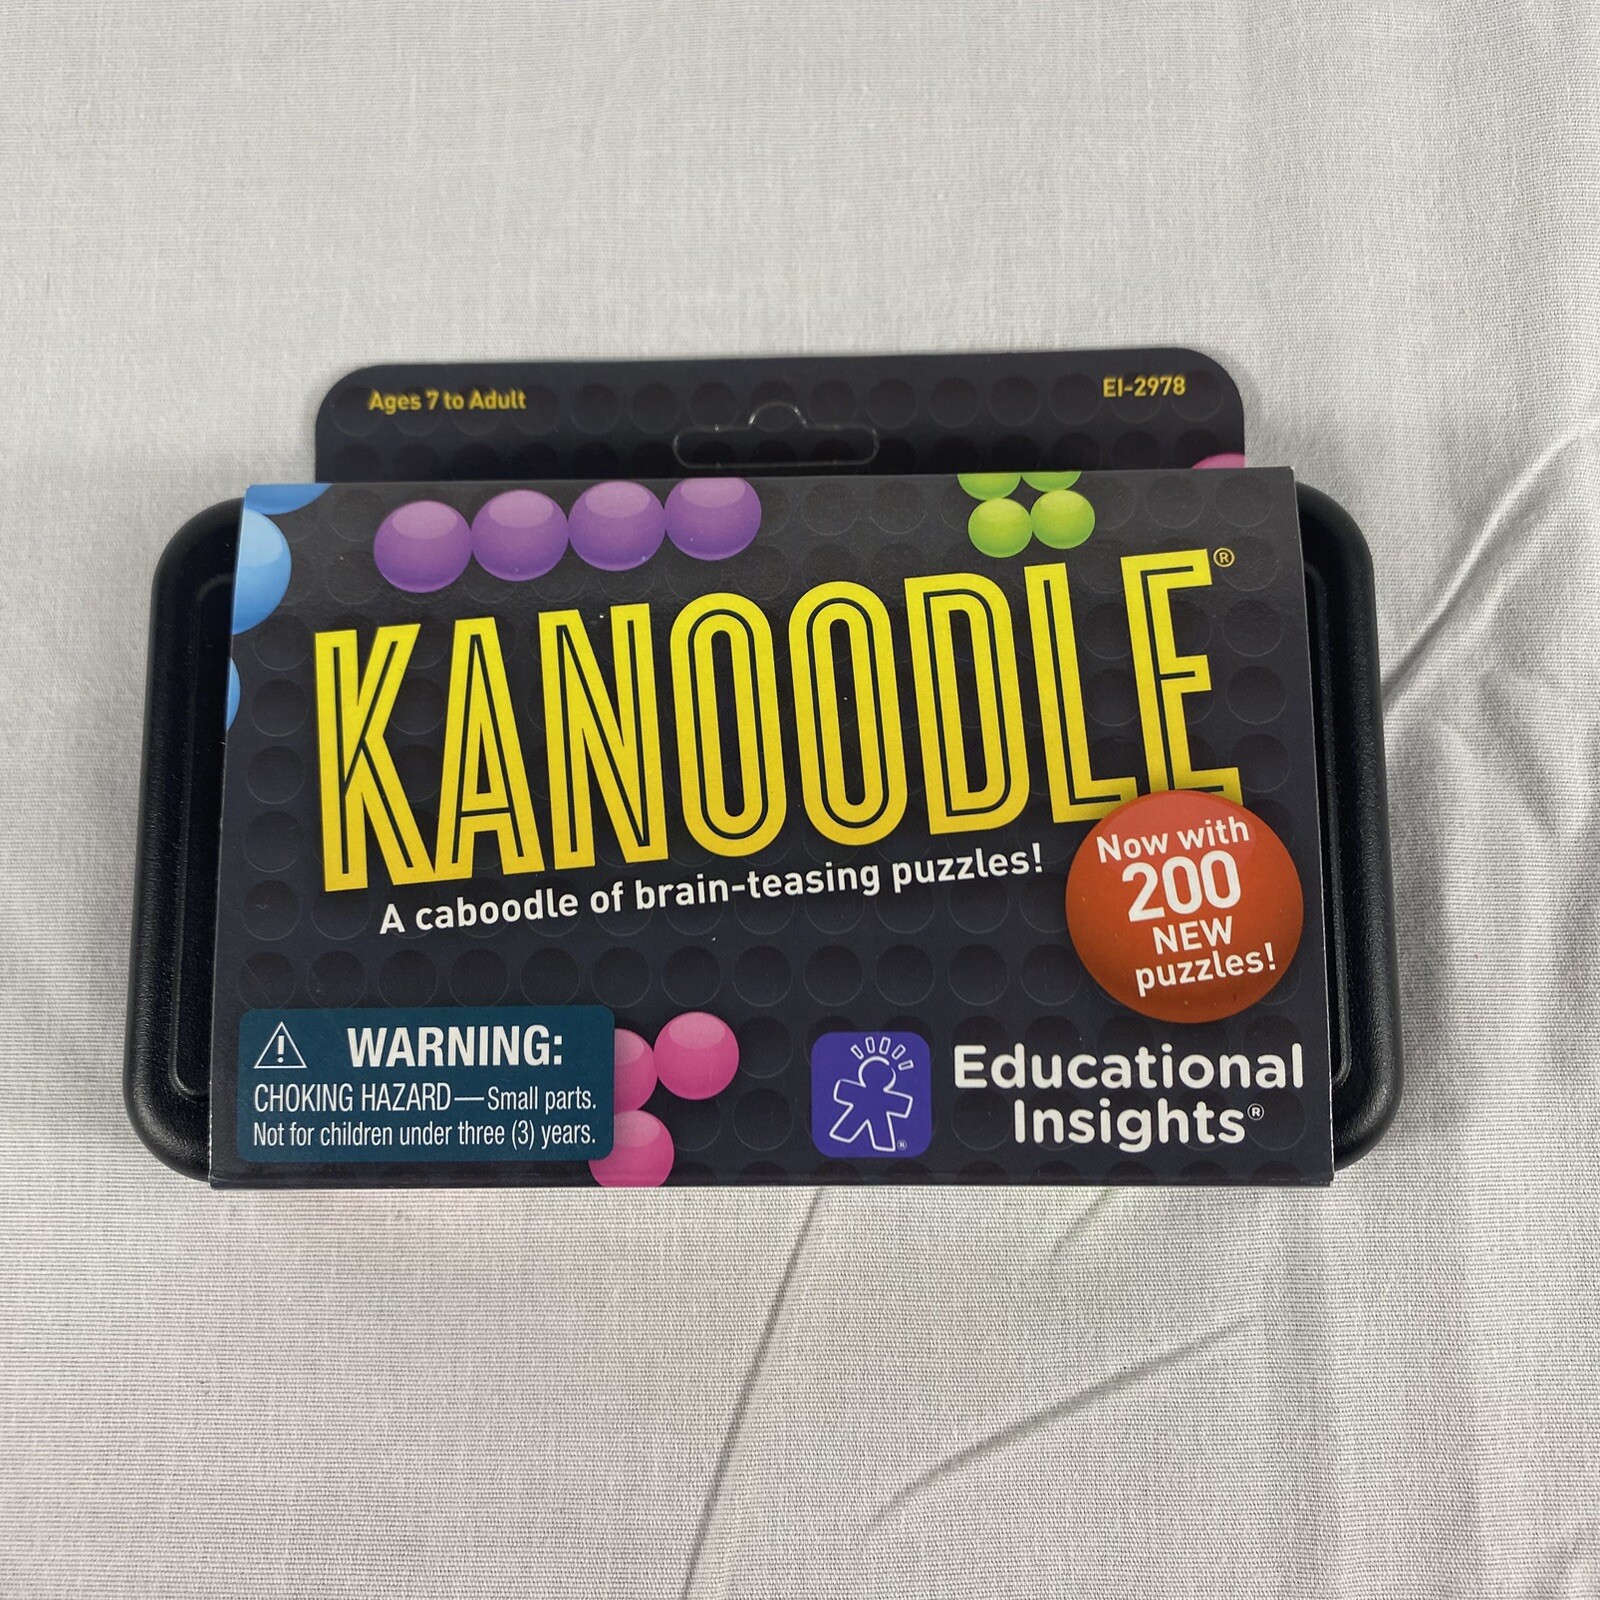 Ages 7 to Adult
EI-2978
KANOODLE®
A caboodle of brain-teasing puzzles!
Now with
200
NEW
puzzles!
WARNING:
CHOKING HAZARD—Small parts.
Not for children under three (3) years.
Educational
Insights®